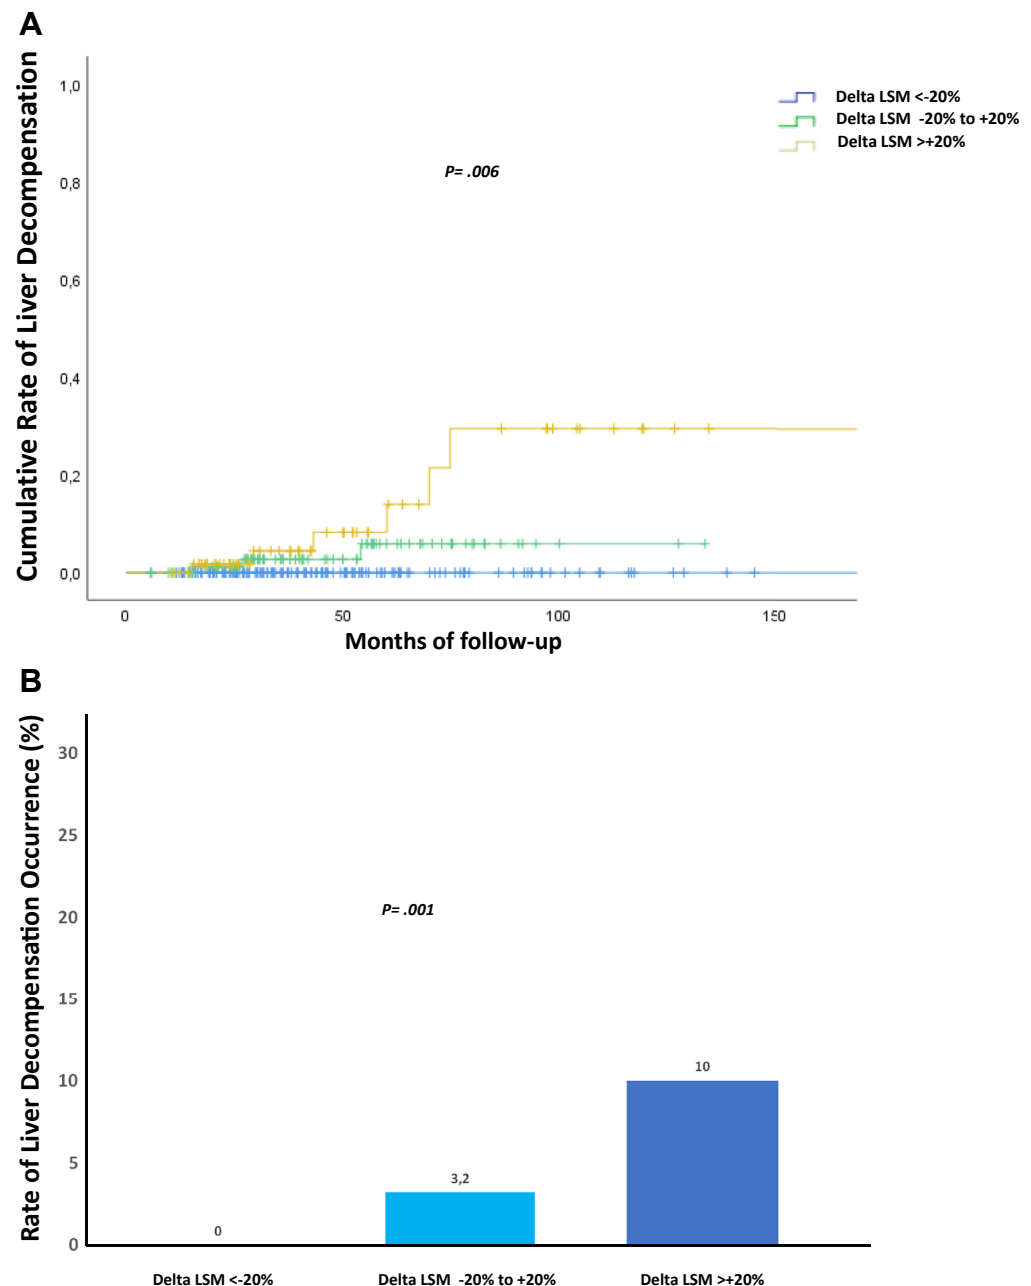 A
Cumulative Rate of Liver Decompensation
1,0
0,8
0,6
0,4
0,2
0,0
Delta LSM <-20%
Delta LSM -20% to +20%
Delta LSM >+20%
P= .006
0
50
100
150
Months of follow-up
B
Rate of Liver Decompensation Occurrence (%)
30
25
20
15
10
5
0
P= .001
0
3,2
10
Delta LSM <-20%
Delta LSM -20% to +20%
Delta LSM >+20%